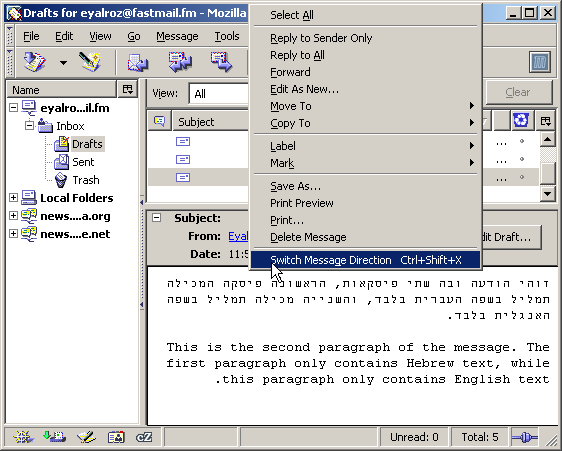 Drafts for eyalroz@fastmail.fm - Mozilla
File Edit View Go Message Tools
Name
eyalro...il.fm
Inbox
Drafts
Sent
Trash
Local Folders
news....a.org
news....e.net
View: All
Clear
Subject
...
...
...
Select All
Reply to Sender Only
Reply to All
Forward
Edit As New...
Move To
Copy To
Label
Mark
Save As...
Print Preview
Print...
Delete Message
Switch Message Direction Ctrl+Shift+X
Subject:
From: Eyal
Date: 11:5
dit Draft...
זוהי הודעה ובה שתי פיסקאות, הראשונה פיסקה המכילה
תמליל בשפה העברית בלבד, והשנייה מכילה תמליל בשפה
האנגלית בלבד.
This is the second paragraph of the message. The
first paragraph only contains Hebrew text, while
.this paragraph only contains English text
cZ
Unread: 0
Total: 5